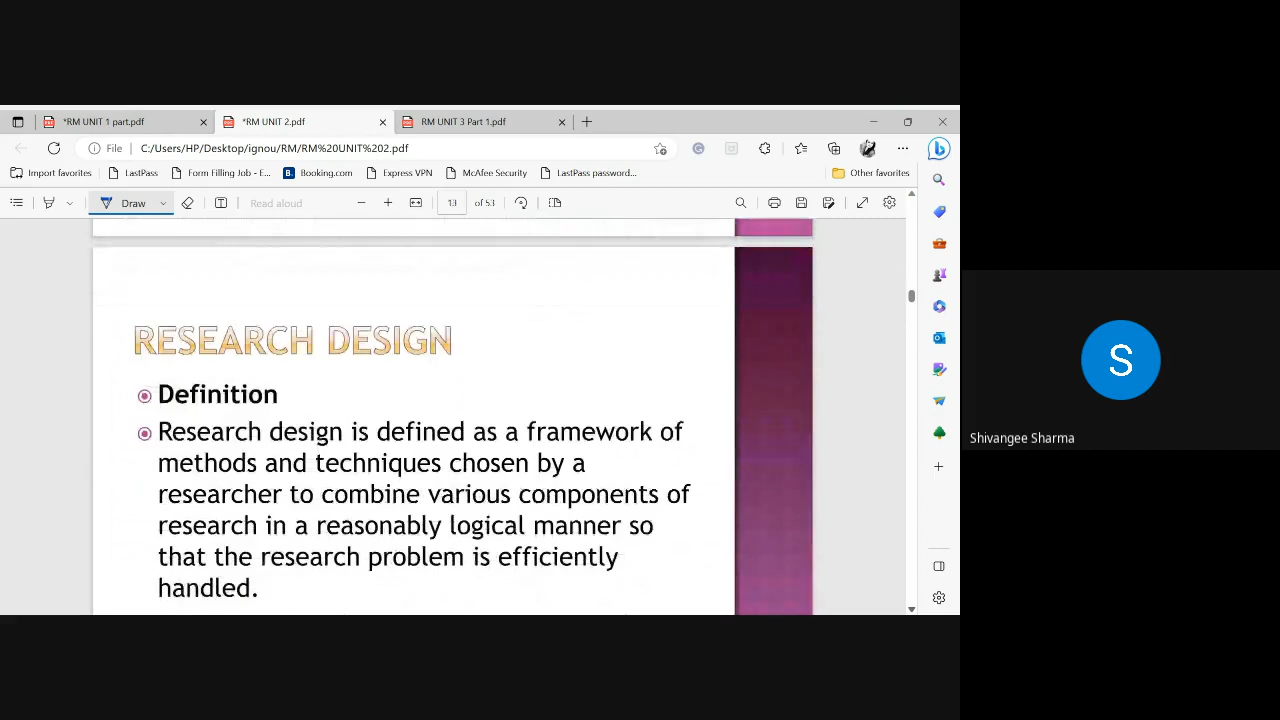 *RM UNIT 1 part.pdf
*RM UNIT 2.pdf
RM UNIT 3 Part 1.pdf
File
C:/Users/HP/Desktop/ignou/RM/RM%20UNIT%202.pdf
Import favorites
LastPass
Form Filling Job - E...
Booking.com
Express VPN
McAfee Security
LastPass password...
Other favorites
Draw
Read aloud
13 of 53
RESEARCH DESIGN
Definition
Research design is defined as a framework of
methods and techniques chosen by a
researcher to combine various components of
research in a reasonably logical manner so
that the research problem is efficiently
handled.
S
Shivangee Sharma